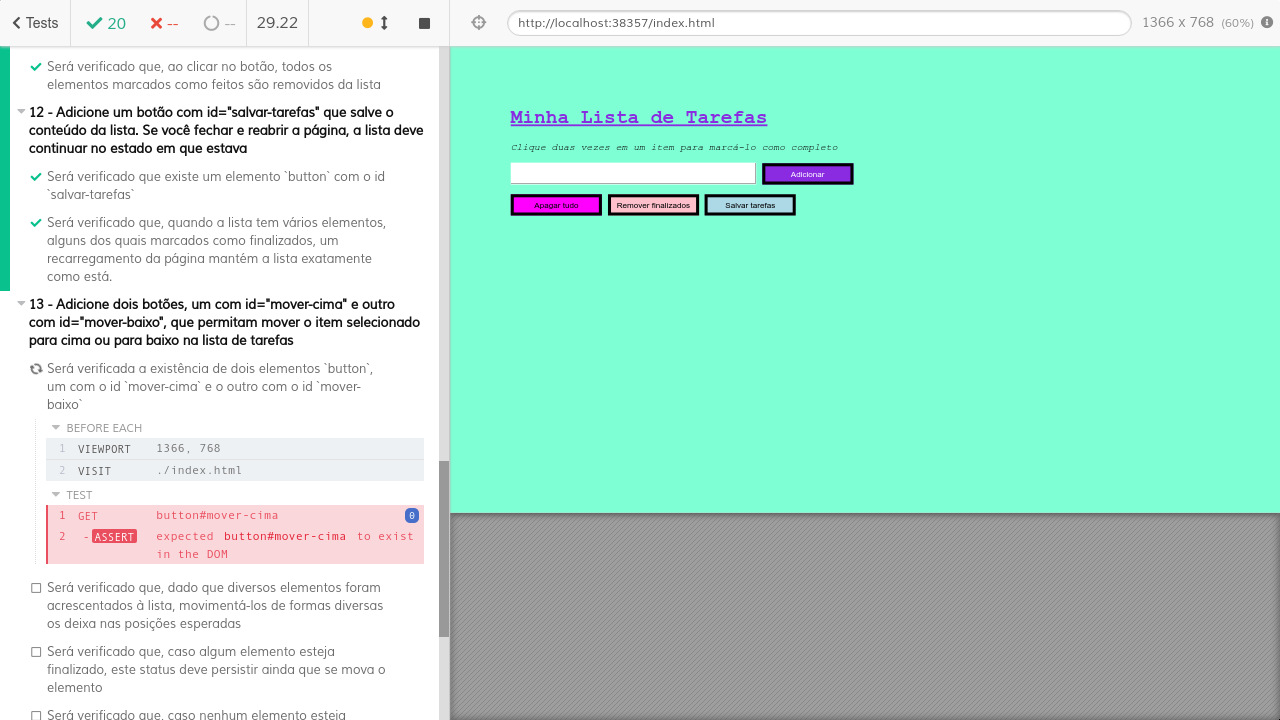 Tests
20
--
--
29.22
http://localhost:38357/index.html
1366 x 768 (60%)
Será verificado que, ao clicar no botão, todos os
elementos marcados como feitos são removidos da lista
12 - Adicione um botão com id="salvar-tarefas" que salve o
conteúdo da lista. Se você fechar e reabrir a página, a lista deve
continuar no estado em que estava
Será verificado que existe um elemento `button` com o id
`salvar-tarefas`
Será verificado que, quando a lista tem vários elementos,
alguns dos quais marcados como finalizados, um
recarregamento da página mantém a lista exatamente
como está.
13 - Adicione dois botões, um com id="mover-cima" e outro
com id="mover-baixo", que permitam mover o item selecionado
para cima ou para baixo na lista de tarefas
Será verificada a existência de dois elementos `button`,
um com o id `mover-cima` e o outro com o id `mover-
baixo`
BEFORE EACH
1 VIEWPORT 1366, 768
2 VISIT ./index.html
TEST
1 GET button#mover-cima 0
2 -ASSERT expected button#mover-cima to exist
in the DOM
Será verificado que, dado que diversos elementos foram
acrescentados à lista, movimentá-los de formas diversas
os deixa nas posições esperadas
Será verificado que, caso algum elemento esteja
finalizado, este status deve persistir ainda que se mova o
elemento
Será verificado que, caso nenhum elemento esteja
Minha Lista de Tarefas
Clique duas vezes em um item para marcá-lo como completo
Adicionar
Apagar tudo
Remover finalizados
Salvar tarefas